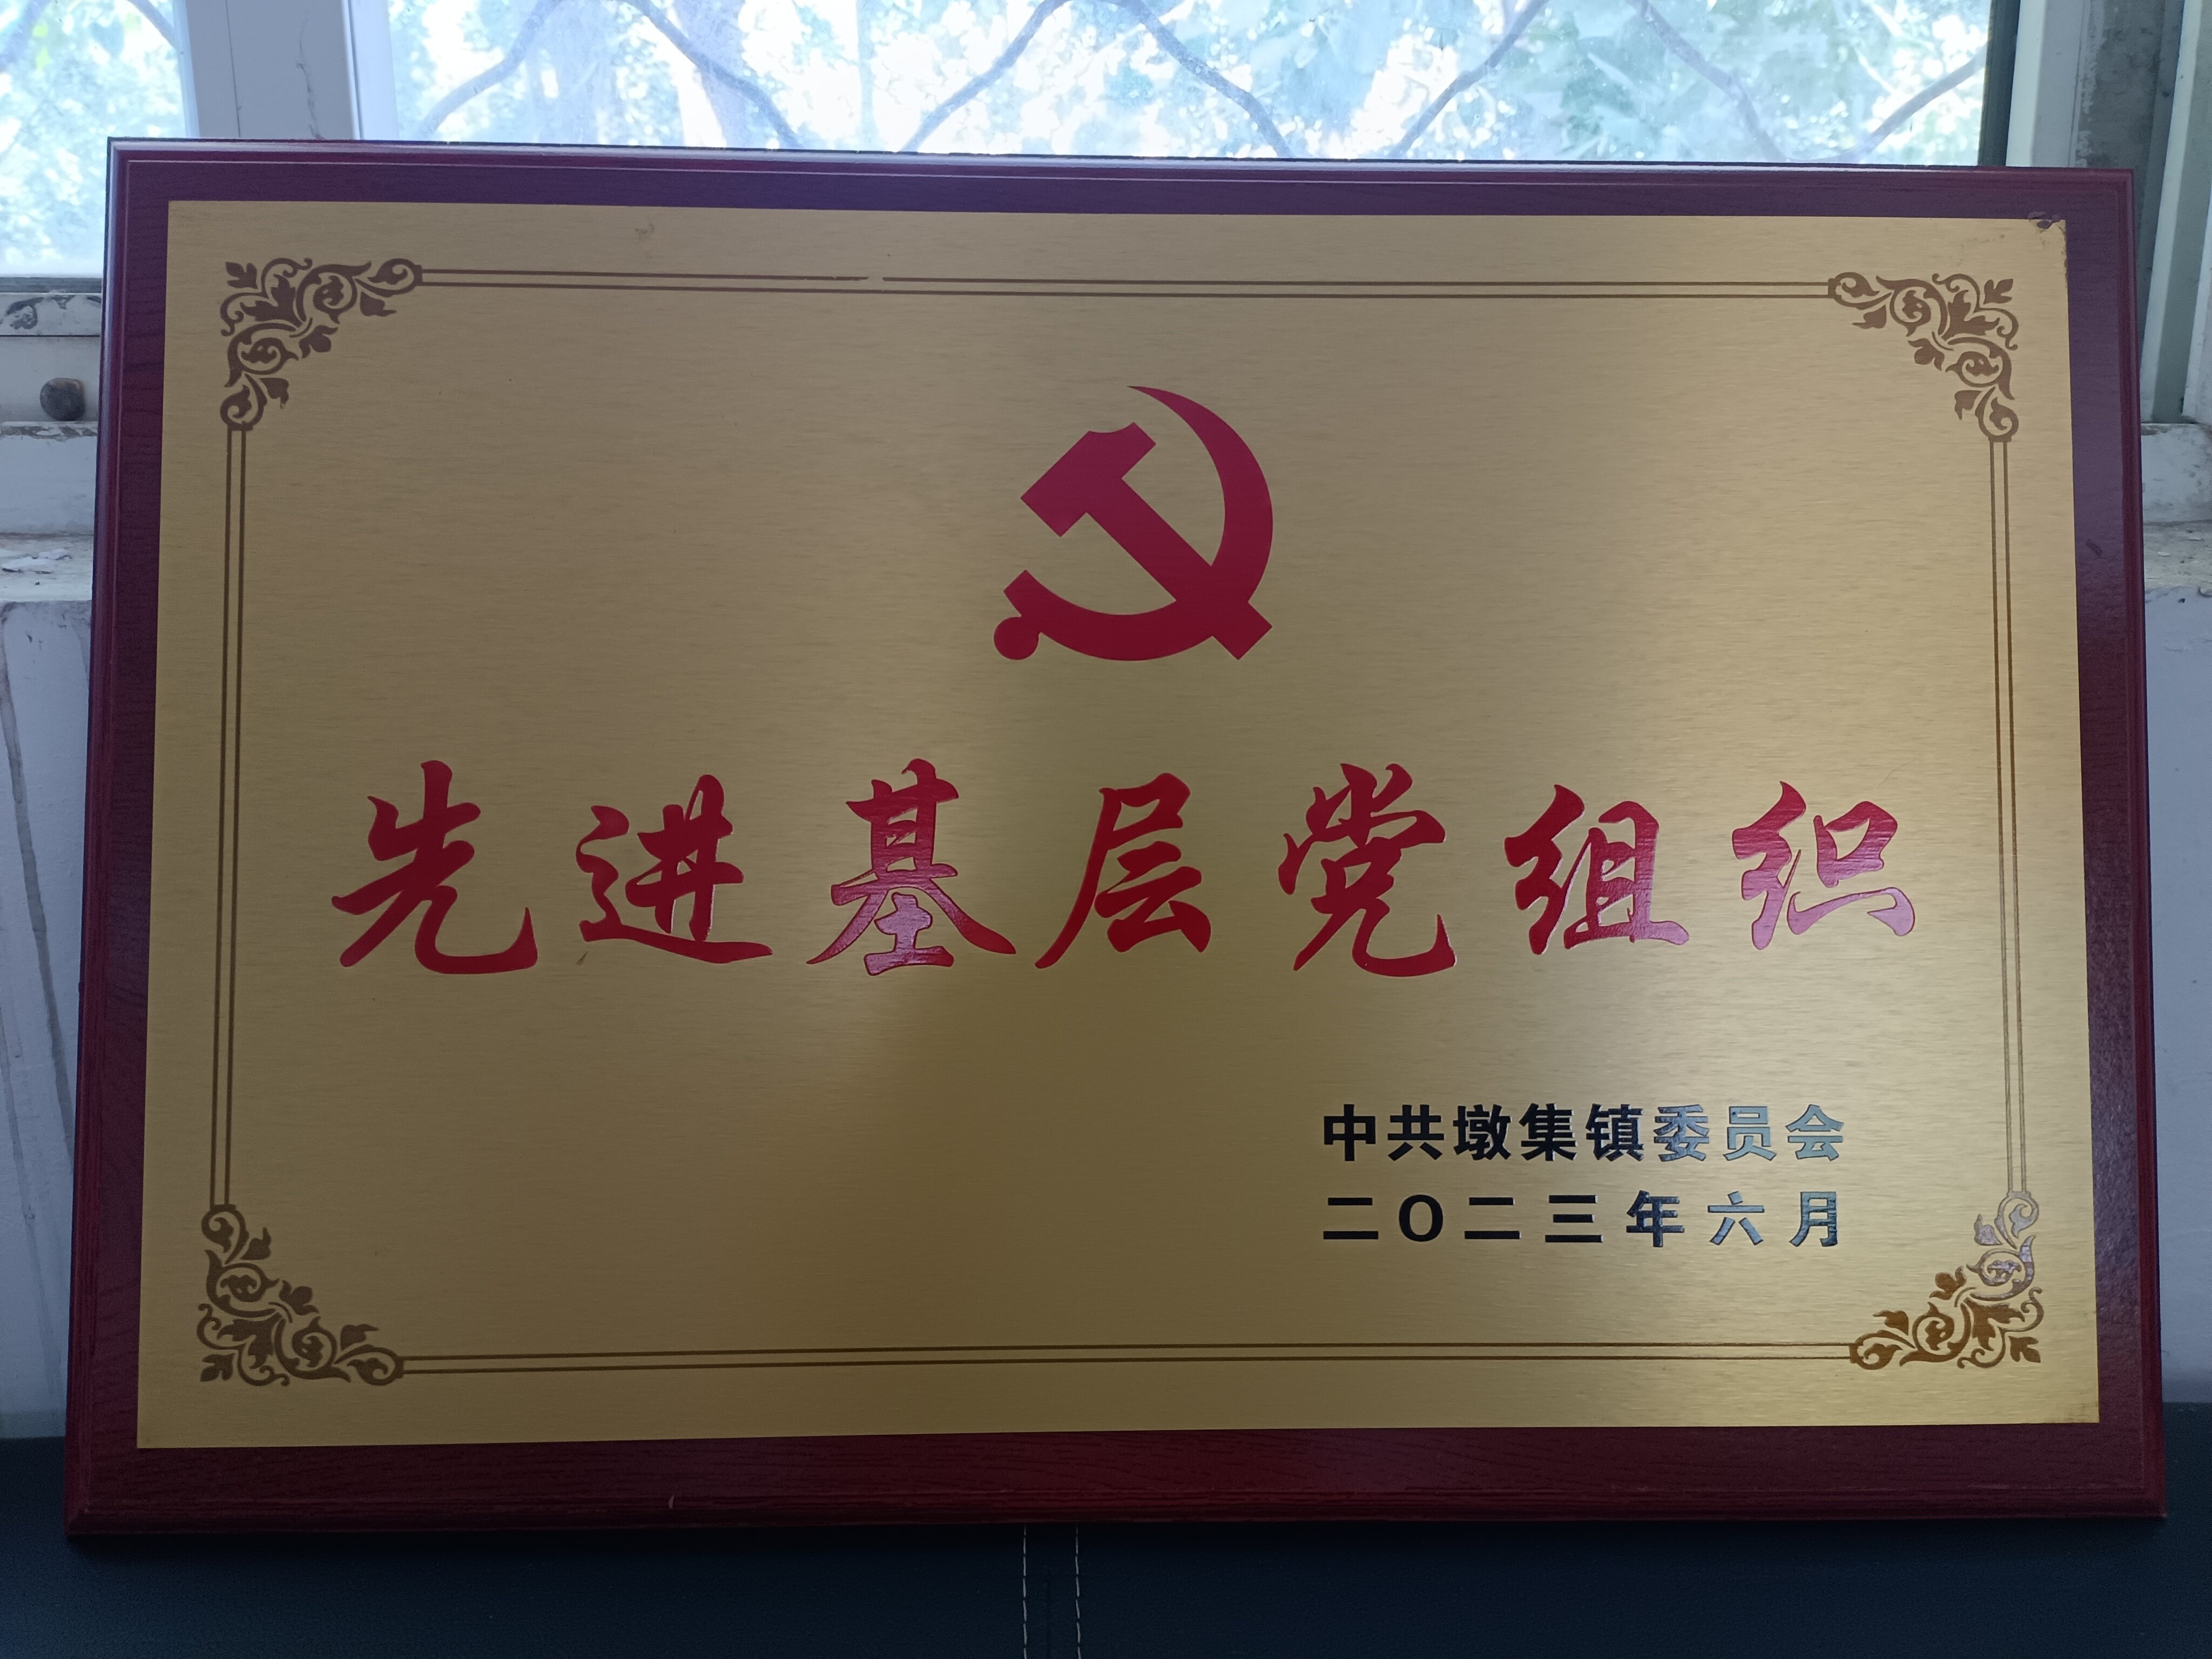 先进基层党组织
中共墩集镇委员会
二〇二三年六月